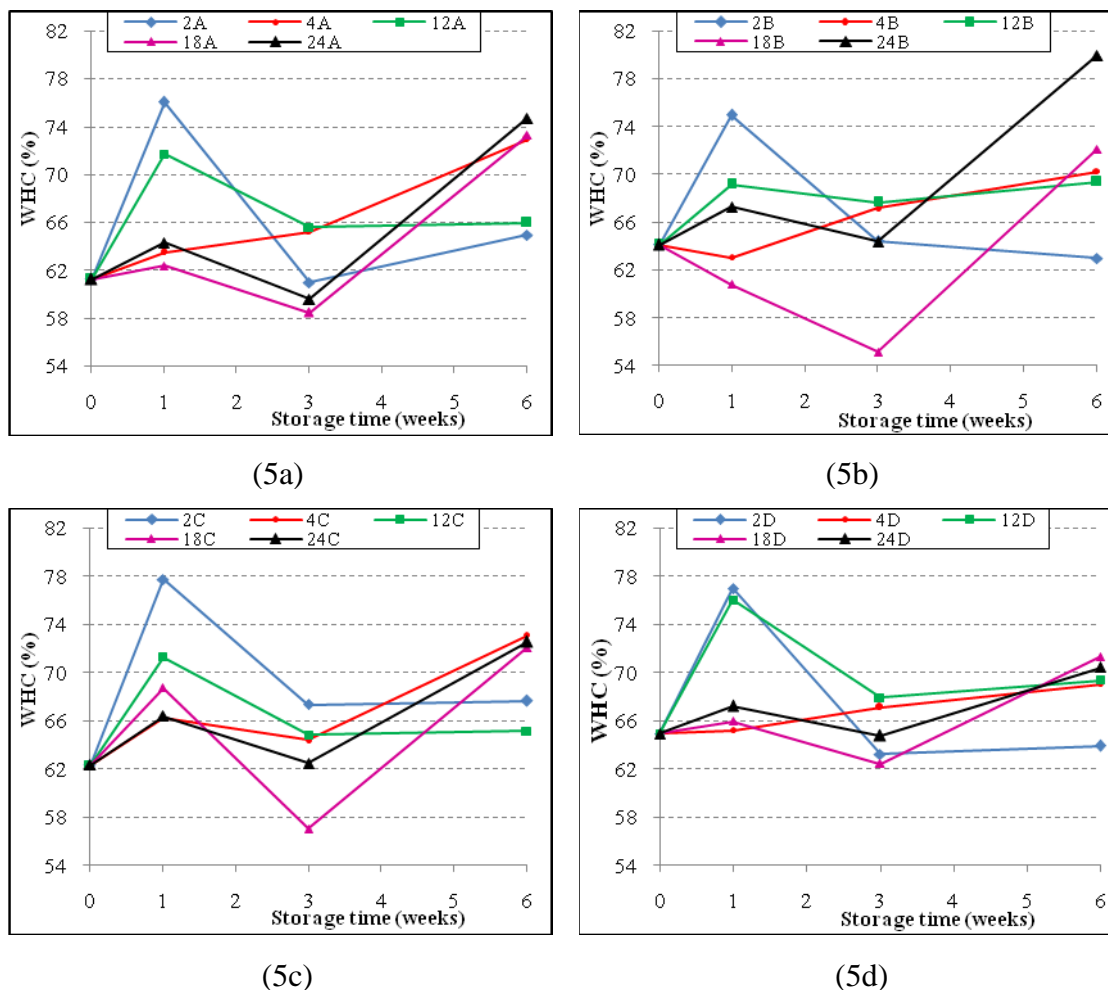 2A 4A 12A
18A 24A
82
78
74
70
66
62
58
54
WHC (%)
0 1 2 3 4 5 6
Storage time (weeks)
(5a)
2B 4B 12B
18B 24B
82
78
74
70
66
62
58
54
WHC (%)
0 1 2 3 4 5 6
Storage time (weeks)
(5b)
2C 4C 12C
18C 24C
82
78
74
70
66
62
58
54
WHC (%)
0 1 2 3 4 5 6
Storage time (weeks)
(5c)
2D 4D 12D
18D 24D
82
78
74
70
66
62
58
54
WHC (%)
0 1 2 3 4 5 6
Storage time (weeks)
(5d)